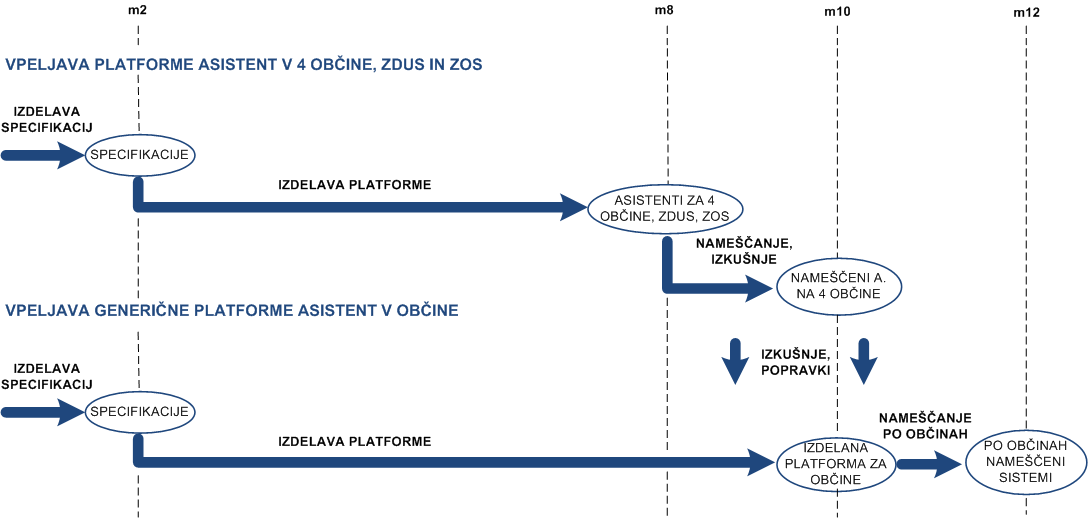 m2
m8
m10
m12
VPELJAVA PLATFORME ASISTENT V 4 OBČINE, ZDUS IN ZOS
IZDELAVA
SPECIFIKACIJ
SPECIFIKACIJE
IZDELAVA PLATFORME
ASISTENTI ZA 4
OBČINE, ZDUS, ZOS
NAMEŠČANJE,
IZKUŠNJE
NAMEŠČENI A.
NA 4 OBČINE
VPELJAVA GENERIČNE PLATFORME ASISTENT V OBČINE
IZKUŠNJE,
POPRAVKI
IZDELAVA
SPECIFIKACIJ
SPECIFIKACIJE
IZDELAVA PLATFORME
IZDELANA
PLATFORMA ZA
OBČINE
NAMEŠČANJE
PO OBČINAH
PO OBČINAH
NAMEŠČENI
SISTEMI